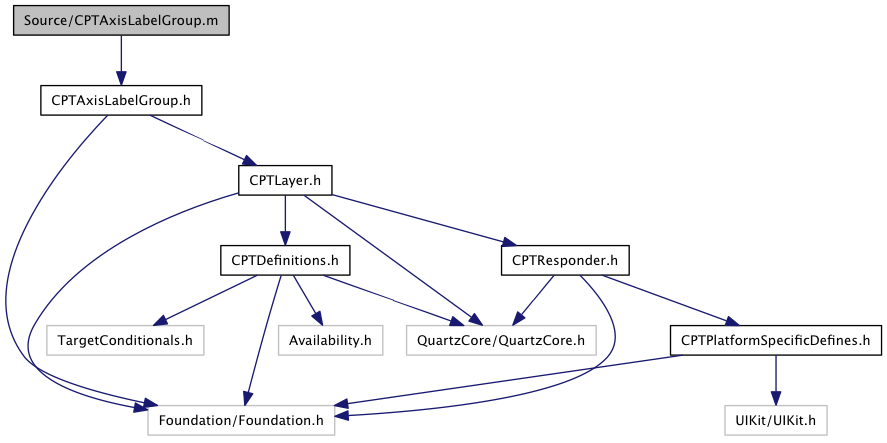 Source/CPTAxisLabelGroup.m
CPTAxisLabelGroup.h
CPTLayer.h
CPTDefinitions.h
CPTResponder.h
TargetConditionals.h
Availability.h
QuartzCore/QuartzCore.h
CPTPlatformSpecificDefines.h
Foundation/Foundation.h
UIKit/UIKit.h